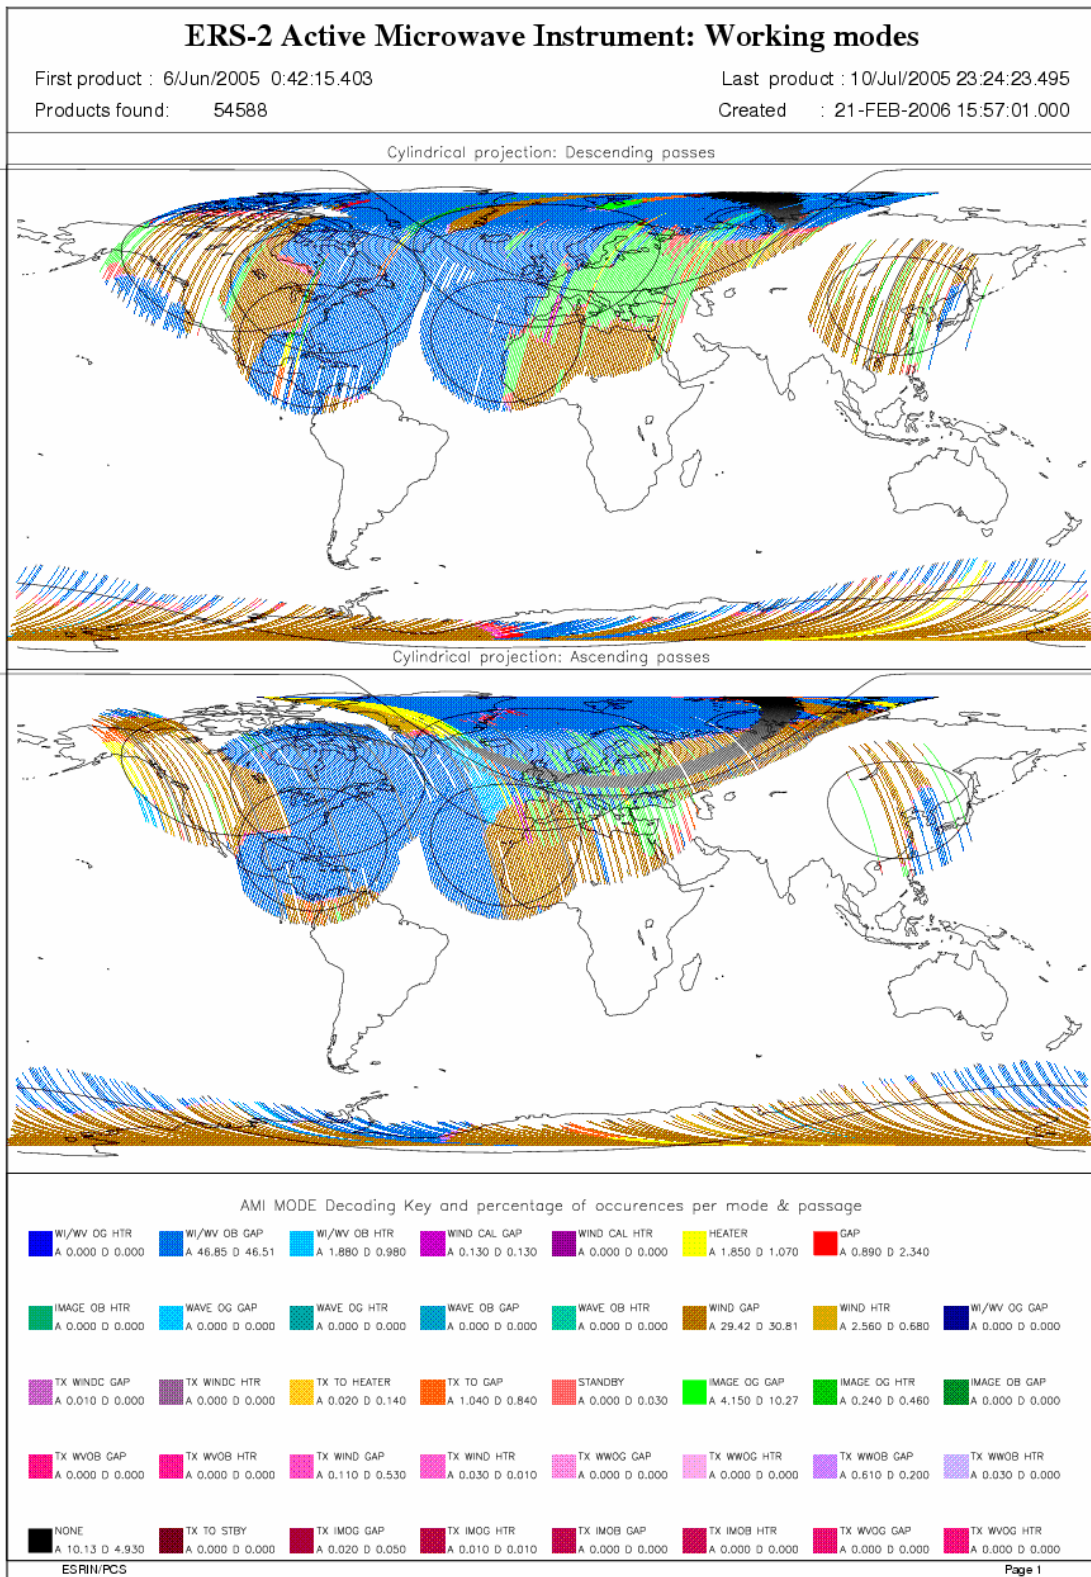 ERS-2 Active Microwave Instrument: Working modes
First product : 6/Jun/2005 0:42:15.403
Last product : 10/Jul/2005 23:24:23.495
Products found: 54588
Created : 21-FEB-2006 15:57:01.000
Cylindrical projection: Descending passes
Cylindrical projection: Ascending passes
AMI MODE Decoding Key and percentage of occurences per mode & passage
WI/WV OG HTR
A 0.000 D 0.000
WI/WV OB GAP
A 46.85 D 46.51
WI/WV OB HTR
A 1.880 D 0.980
WIND CAL GAP
A 0.130 D 0.130
WIND CAL HTR
A 0.000 D 0.000
HEATER
A 1.850 D 1.070
GAP
A 0.890 D 2.340
IMAGE OB HTR
A 0.000 D 0.000
WAVE OG GAP
A 0.000 D 0.000
WAVE OG HTR
A 0.000 D 0.000
WAVE OB GAP
A 0.000 D 0.000
WAVE OB HTR
A 0.000 D 0.000
WIND GAP
A 29.42 D 30.81
WIND HTR
A 2.560 D 0.680
WI/WV OG GAP
A 0.000 D 0.000
TX WINDC GAP
A 0.010 D 0.000
TX WINDC HTR
A 0.000 D 0.000
TX TO HEATER
A 0.020 D 0.140
TX TO GAP
A 1.040 D 0.840
STANDBY
A 0.000 D 0.030
IMAGE OG GAP
A 4.150 D 10.27
IMAGE OG HTR
A 0.240 D 0.460
IMAGE OB GAP
A 0.000 D 0.000
TX WVOB GAP
A 0.000 D 0.000
TX WVOB HTR
A 0.000 D 0.000
TX WIND GAP
A 0.110 D 0.530
TX WIND HTR
A 0.030 D 0.010
TX WWOG GAP
A 0.000 D 0.000
TX WWOG HTR
A 0.000 D 0.000
TX WWOB GAP
A 0.610 D 0.200
TX WWOB HTR
A 0.030 D 0.000
NONE
A 10.13 D 4.930
TX TO STBY
A 0.000 D 0.000
TX IMOG GAP
A 0.020 D 0.050
TX IMOG HTR
A 0.010 D 0.010
TX IMOB GAP
A 0.000 D 0.000
TX IMOB HTR
A 0.000 D 0.000
TX WVOG GAP
A 0.000 D 0.000
TX WVOG HTR
A 0.000 D 0.000
ESRIN/PCS
Page 1